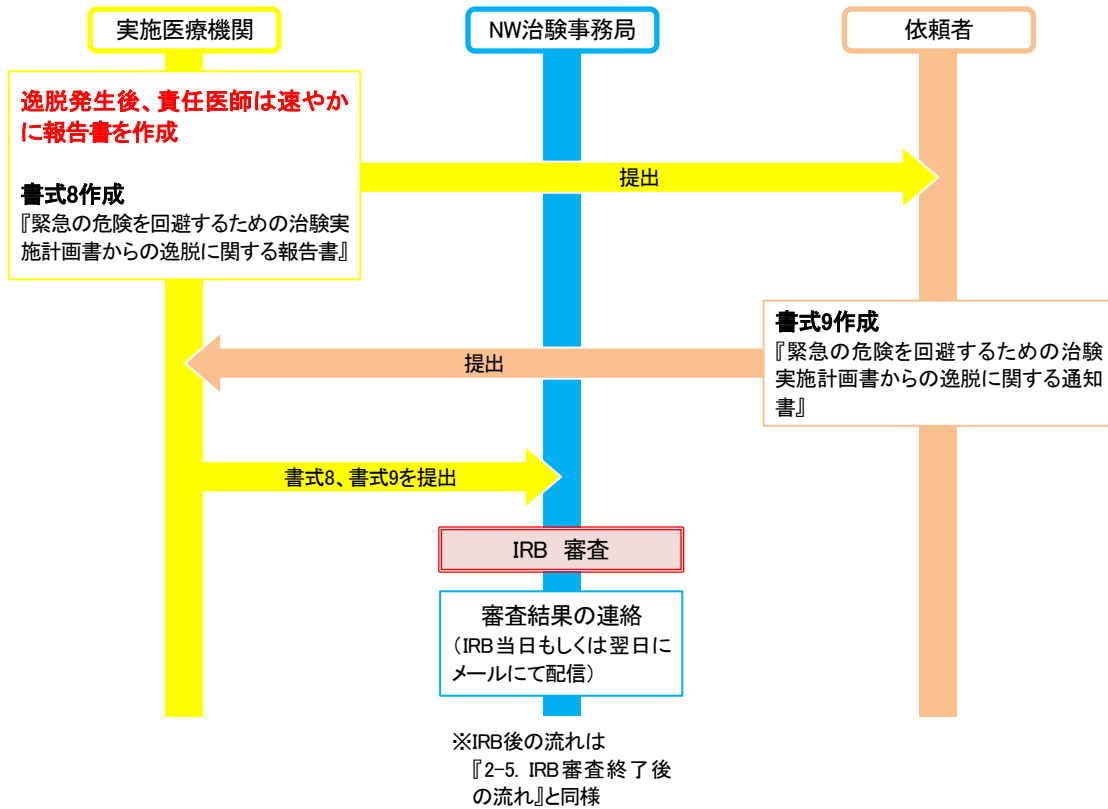 実施医療機関
NW治験事務局
依頼者
逸脱発生後、責任医師は速やか
に報告書を作成
書式8作成
『緊急の危険を回避するための治験実
施計画書からの逸脱に関する報告書』
提出
書式9作成
『緊急の危険を回避するための治験
実施計画書からの逸脱に関する通知
書』
提出
書式8、書式9を提出
IRB 審査
審査結果の連絡
（IRB当日もしくは翌日に
メールにて配信）
※IRB後の流れは
『2-5. IRB審査終了後
の流れ』と同様